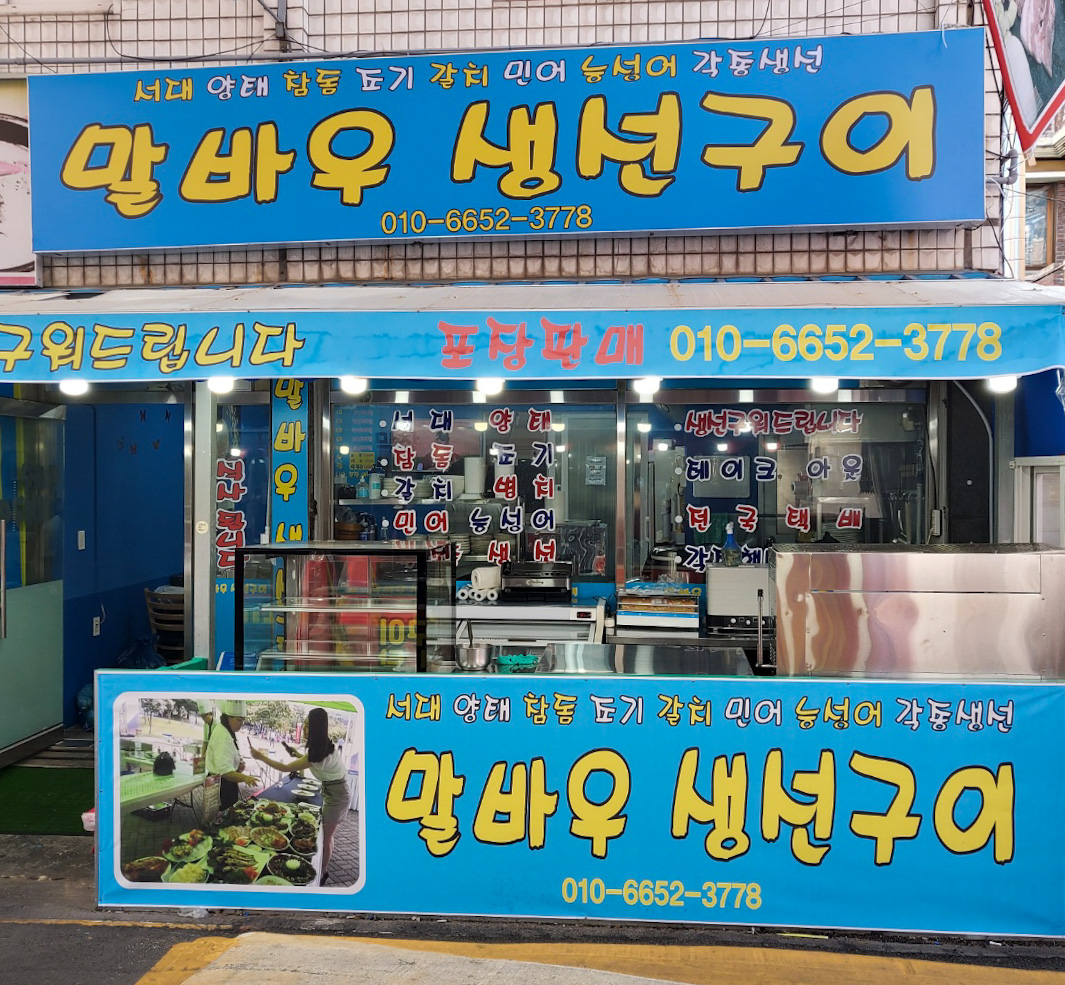 서대 양태 참돔 표기 갈치 민어 능성어 각종생선
말바우 생선구이
010-6652-3778
구워드립니다 포장판매 010-6652-3778
말바우
서대 양태
참돔 표기
갈치 병치
민어 능성어
생선
생선구워드립니다
테이크 아웃
전국택배
서대 양태 참돔 표기 갈치 민어 능성어 각종생선
말바우 생선구이
010-6652-3778